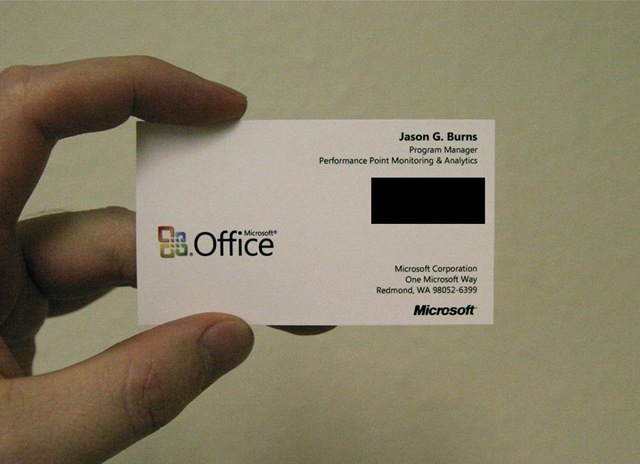 Jason G. Burns
Program Manager
Performance Point Monitoring & Analytics
Microsoft®
Office
Microsoft Corporation
One Microsoft Way
Redmond, WA 98052-6399
Microsoft